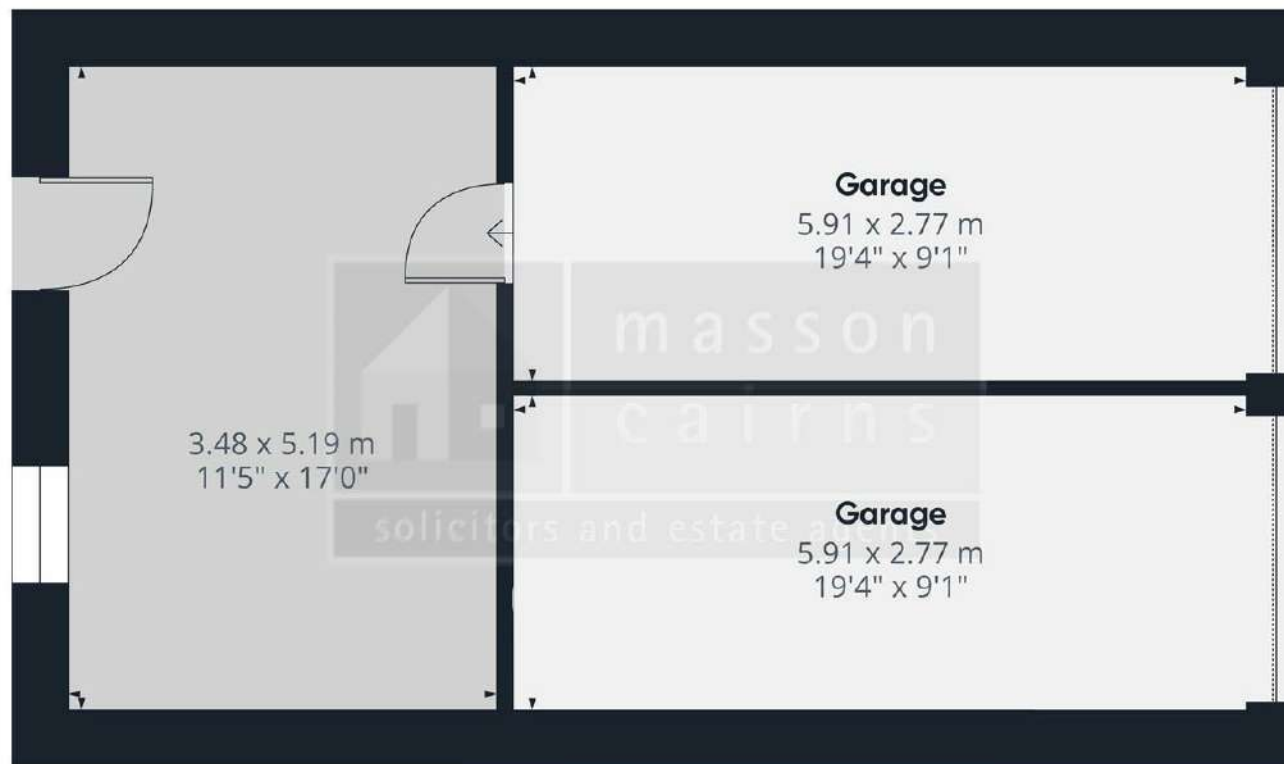 Garage
5.91 x 2.77 m
19'4" x 9'1"
masson
cairns
3.48 x 5.19 m
11'5" x 17'0"
solicitors and estate agents
Garage
5.91 x 2.77 m
19'4" x 9'1"